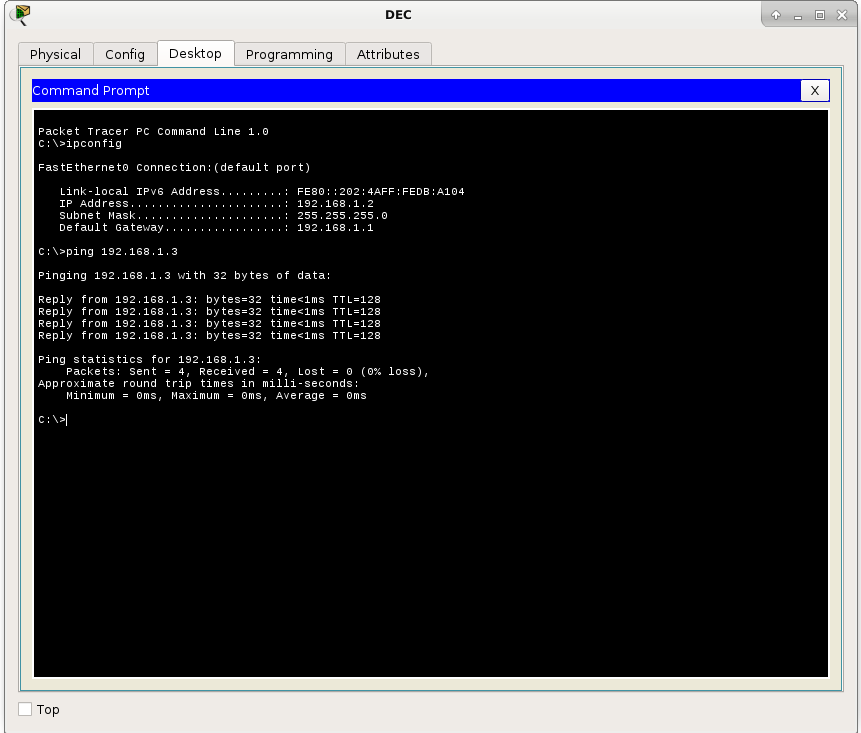 DEC
Physical Config Desktop Programming Attributes
Command Prompt X
Packet Tracer PC Command Line 1.0
C:\>ipconfig
FastEthernet0 Connection:(default port)
Link-local IPv6 Address.........: FE80::202:4AFF:FEDB:A104
IP Address......................: 192.168.1.2
Subnet Mask.....................: 255.255.255.0
Default Gateway.................: 192.168.1.1
C:\>ping 192.168.1.3
Pinging 192.168.1.3 with 32 bytes of data:
Reply from 192.168.1.3: bytes=32 time<1ms TTL=128
Reply from 192.168.1.3: bytes=32 time<1ms TTL=128
Reply from 192.168.1.3: bytes=32 time<1ms TTL=128
Reply from 192.168.1.3: bytes=32 time<1ms TTL=128
Ping statistics for 192.168.1.3:
Packets: Sent = 4, Received = 4, Lost = 0 (0% loss),
Approximate round trip times in milli-seconds:
Minimum = 0ms, Maximum = 0ms, Average = 0ms
C:\>
Top